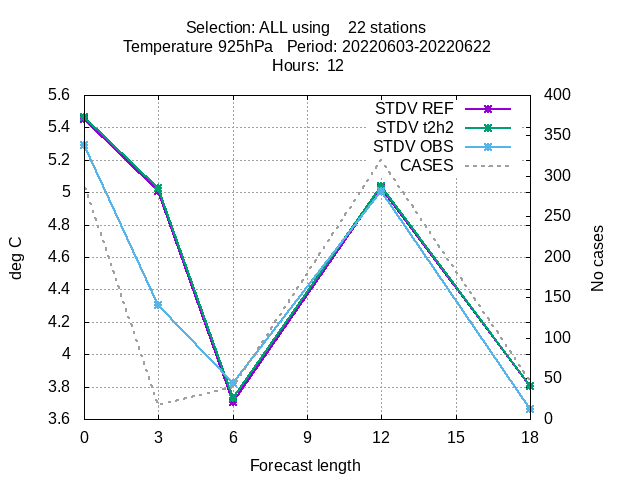 Selection: ALL using    22 stations
Temperature 925hPa   Period: 20220603-20220622
Hours:  12
STDV REF
STDV t2h2
STDV OBS
CASES
5.6
5.4
5.2
5
4.8
4.6
4.4
4.2
4
3.8
3.6
400
350
300
250
200
150
100
50
0
deg C
No cases
0 3 6 9 12 15 18
Forecast length